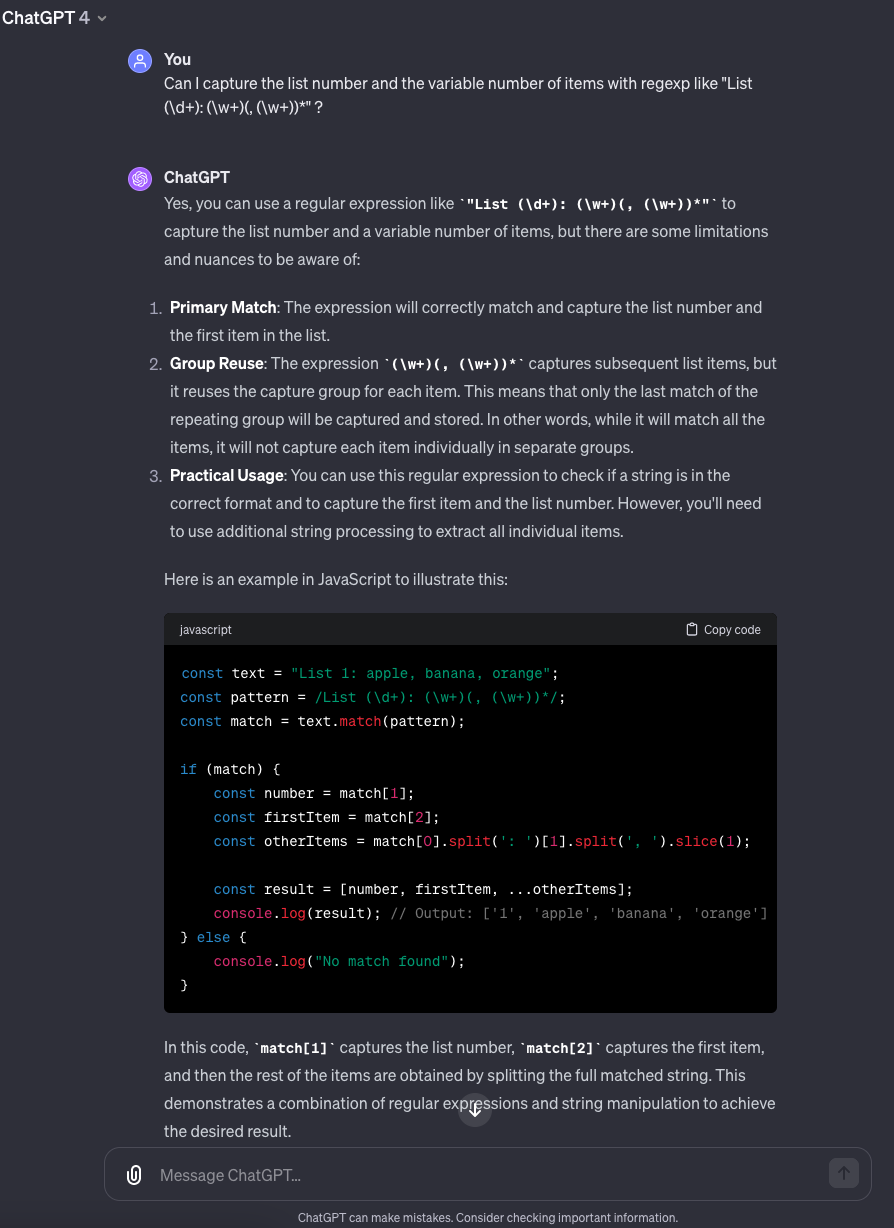 ChatGPT 4
You
Can I capture the list number and the variable number of items with regexp like "List
(\d+): (\w+)(, (\w+))*" ?
ChatGPT
Yes, you can use a regular expression like `"List (\d+): (\w+)(, (\w+))*"` to
capture the list number and a variable number of items, but there are some limitations
and nuances to be aware of:
1. Primary Match: The expression will correctly match and capture the list number and
the first item in the list.
2. Group Reuse: The expression `(\w+)(, (\w+))*` captures subsequent list items, but
it reuses the capture group for each item. This means that only the last match of the
repeating group will be captured and stored. In other words, while it will match all the
items, it will not capture each item individually in separate groups.
3. Practical Usage: You can use this regular expression to check if a string is in the
correct format and to capture the first item and the list number. However, you'll need
to use additional string processing to extract all individual items.
Here is an example in JavaScript to illustrate this:
javascript Copy code
const text = "List 1: apple, banana, orange";
const pattern = /List (\d+): (\w+)(, (\w+))*/;
const match = text.match(pattern);
if (match) {
    const number = match[1];
    const firstItem = match[2];
    const otherItems = match[0].split(': ')[1].split(', ').slice(1);
    const result = [number, firstItem, ...otherItems];
    console.log(result); // Output: ['1', 'apple', 'banana', 'orange']
} else {
    console.log("No match found");
}
In this code, `match[1]` captures the list number, `match[2]` captures the first item,
and then the rest of the items are obtained by splitting the full matched string. This
demonstrates a combination of regular expressions and string manipulation to achieve
the desired result.
Message ChatGPT...
ChatGPT can make mistakes. Consider checking important information.